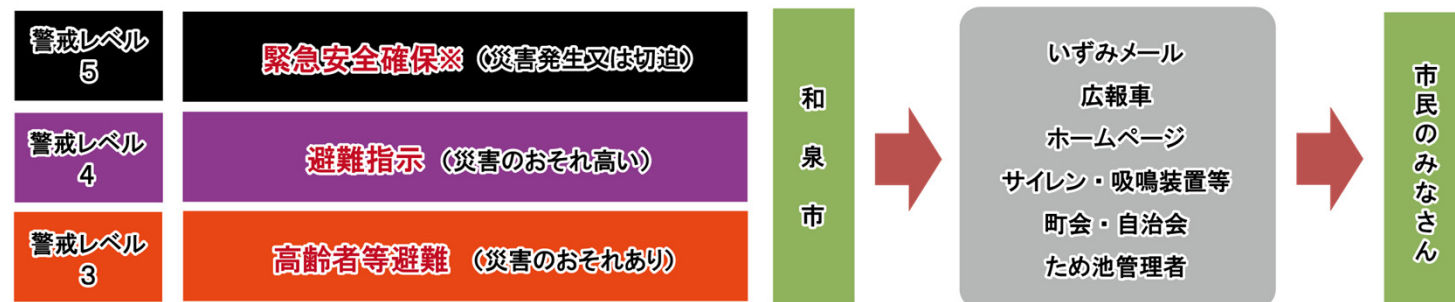 警戒レベル
5
緊急安全確保※（災害発生又は切迫）
警戒レベル
4
避難指示（災害のおそれ高い）
警戒レベル
3
高齢者等避難（災害のおそれあり）
和泉市
いずみメール
広報車
ホームページ
サイレン・吸鳴装置等
町会・自治会
ため池管理者
市民のみなさん